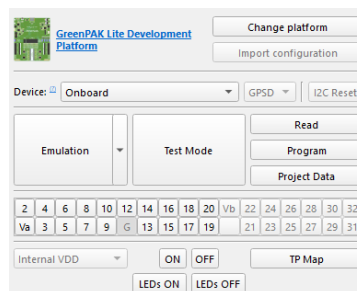 GreenPAK Lite Development Platform
Change platform
Import configuration
Device: Onboard GPSD I2C Reset
Emulation Test Mode
Read
Program
Project Data
2 4 6 8 10 12 14 16 18 20 Vb 22 24 26 28 30 32
Va 3 5 7 9 G 13 15 17 19 21 23 25 27 29 31
Internal VDD ON OFF TP Map
LEDs ON LEDs OFF